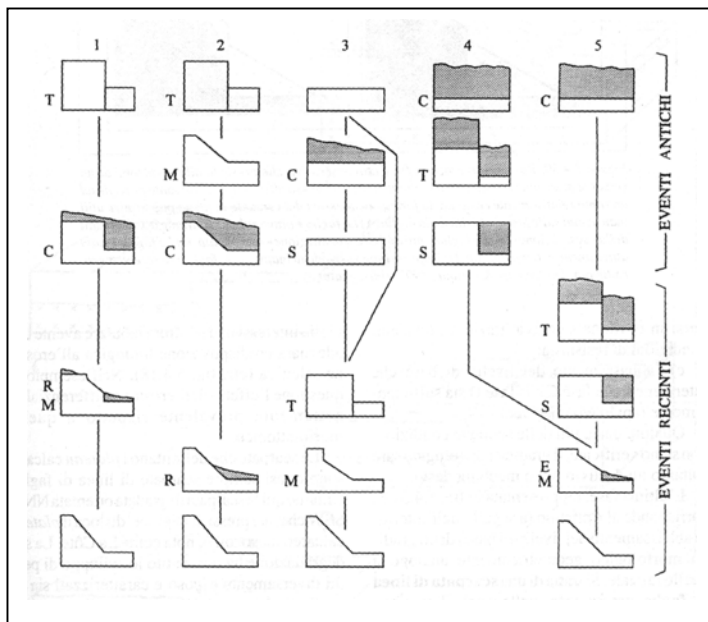 1 2 3 4 5
T T C C
M C T
C C S S
T
R M T S
R M E M
EVENTI ANTICHI
EVENTI RECENTI